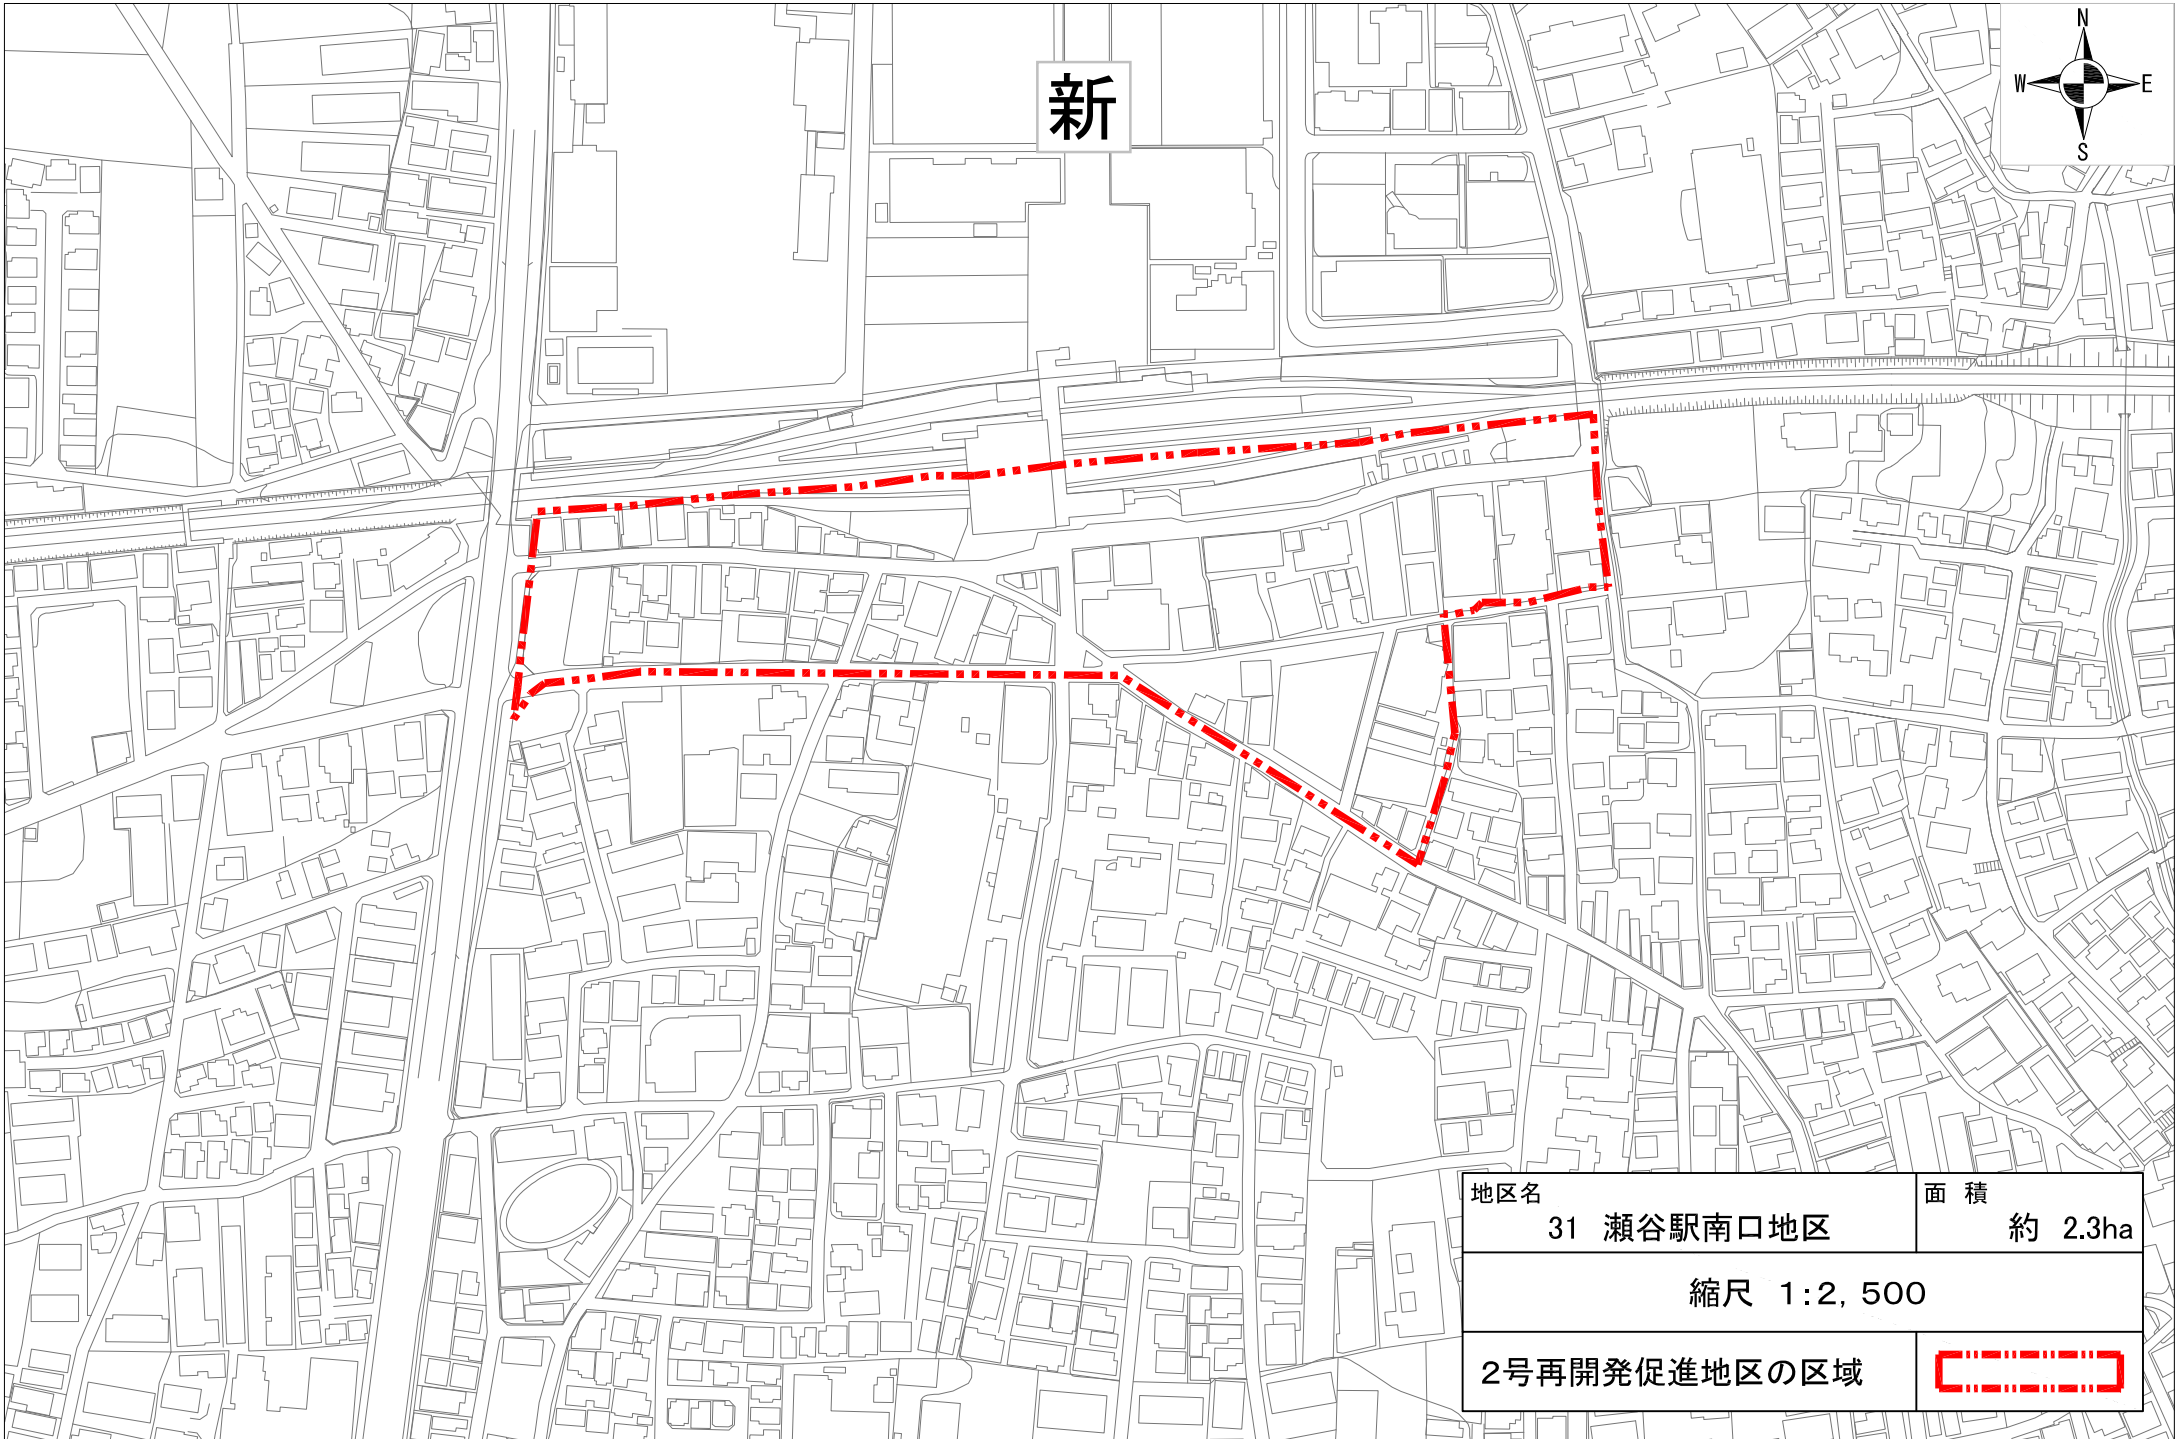 新
N
W E
S
地区名
31 瀬谷駅南口地区
面 積
約 2.3ha
縮尺 1:2,500
2号再開発促進地区の区域